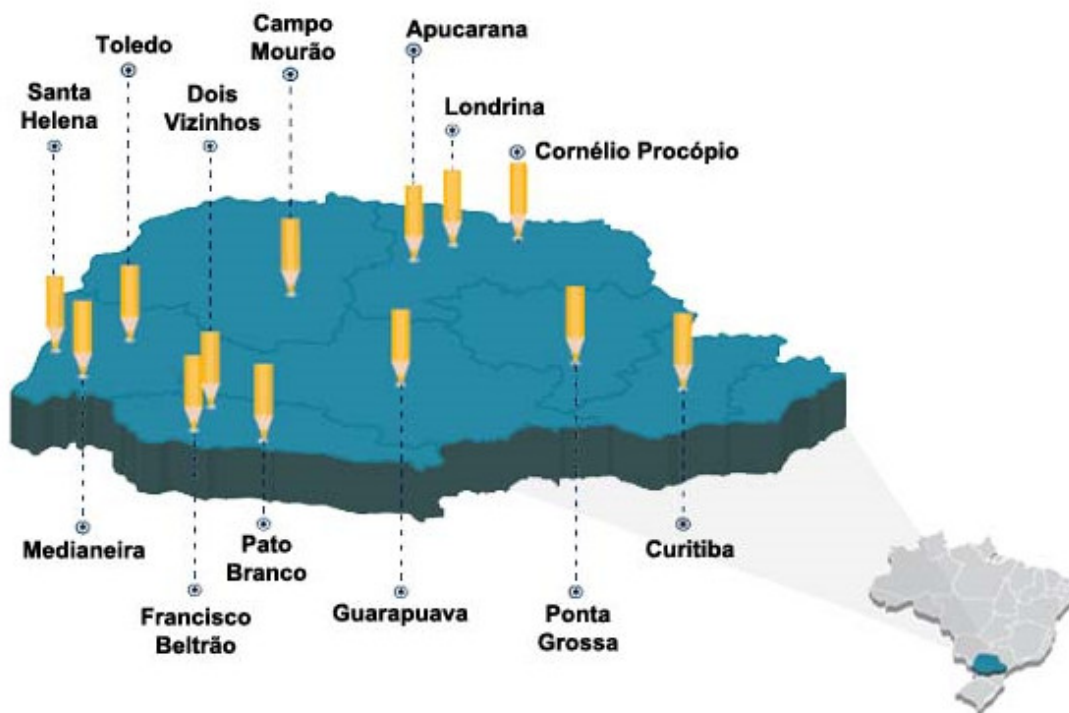 Campo
Mourão
Apucarana
Toledo
Santa
Helena
Dois
Vizinhos
Londrina
Cornélio Procópio
Medianeira
Pato
Branco
Curitiba
Francisco
Beltrão
Guarapuava
Ponta
Grossa